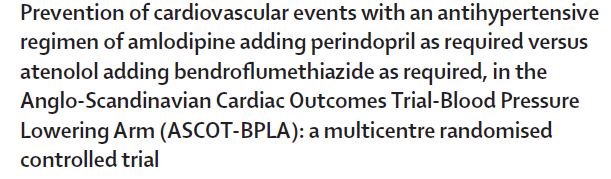 Prevention of cardiovascular events with an antihypertensive
regimen of amlodipine adding perindopril as required versus
atenolol adding bendroflumethiazide as required, in the
Anglo-Scandinavian Cardiac Outcomes Trial-Blood Pressure
Lowering Arm (ASCOT-BPLA): a multicentre randomised
controlled trial